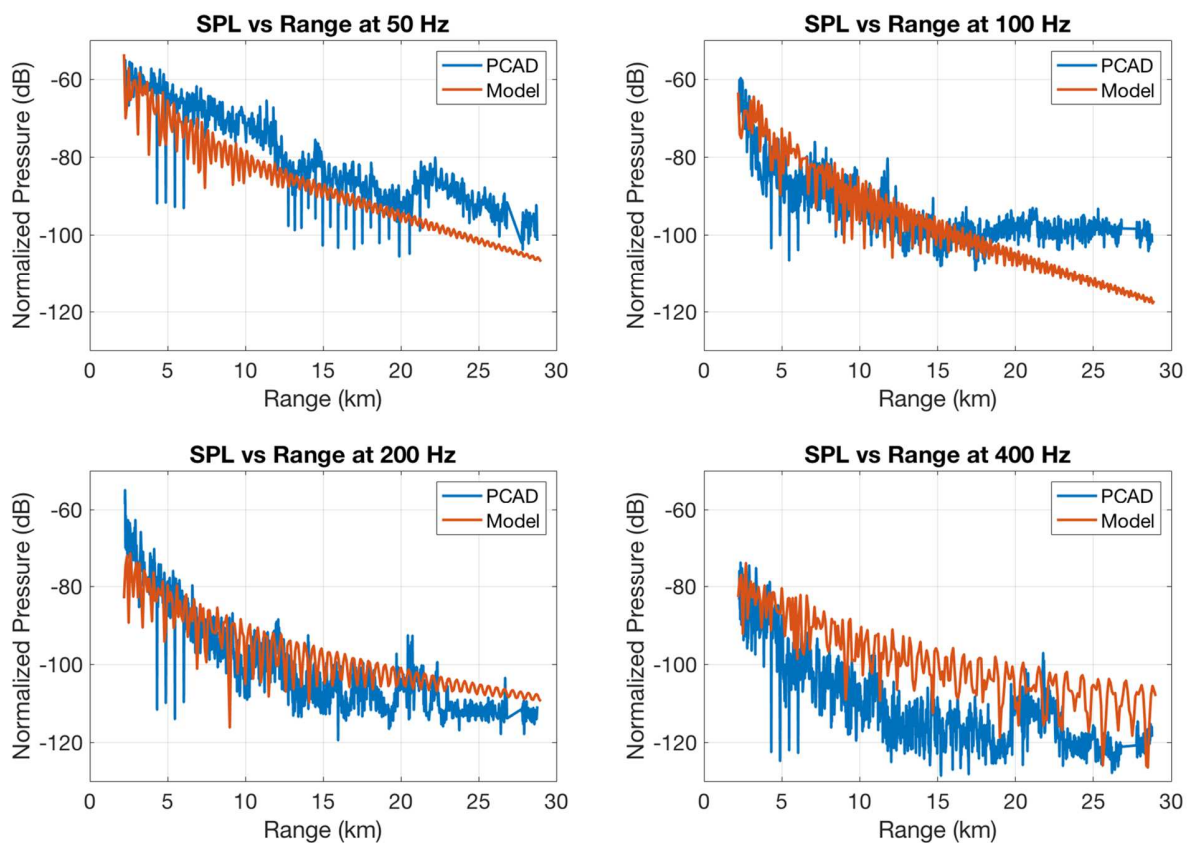 SPL vs Range at 50 Hz
Normalized Pressure (dB)
-60
-80
-100
-120
0 5 10 15 20 25 30
Range (km)
PCAD
Model
SPL vs Range at 100 Hz
Normalized Pressure (dB)
-60
-80
-100
-120
0 5 10 15 20 25 30
Range (km)
PCAD
Model
SPL vs Range at 200 Hz
Normalized Pressure (dB)
-60
-80
-100
-120
0 5 10 15 20 25 30
Range (km)
PCAD
Model
SPL vs Range at 400 Hz
Normalized Pressure (dB)
-60
-80
-100
-120
0 5 10 15 20 25 30
Range (km)
PCAD
Model